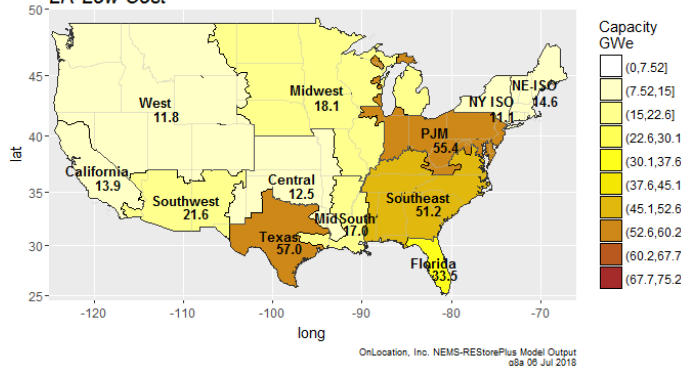 50
45
40
35
30
25
lat
-120
-110
-100
-90
-80
-70
long
West
11.8
Midwest
18.1
NE-ISO
14.6
NY ISO
11.1
PJM
55.4
California
13.9
Southwest
21.6
Central
12.5
MidSouth
17.0
Southeast
51.2
Texas
57.0
Florida
33.5
Capacity
GWe
(0,7.52]
(7.52,15]
(15,22.6]
(22.6,30.1
(30.1,37.6
(37.6,45.1
(45.1,52.6
(52.6,60.2
(60.2,67.7
(67.7,75.2
OnLocation, Inc. NEMS-REStorePlus Model Output
08 Jul 2018